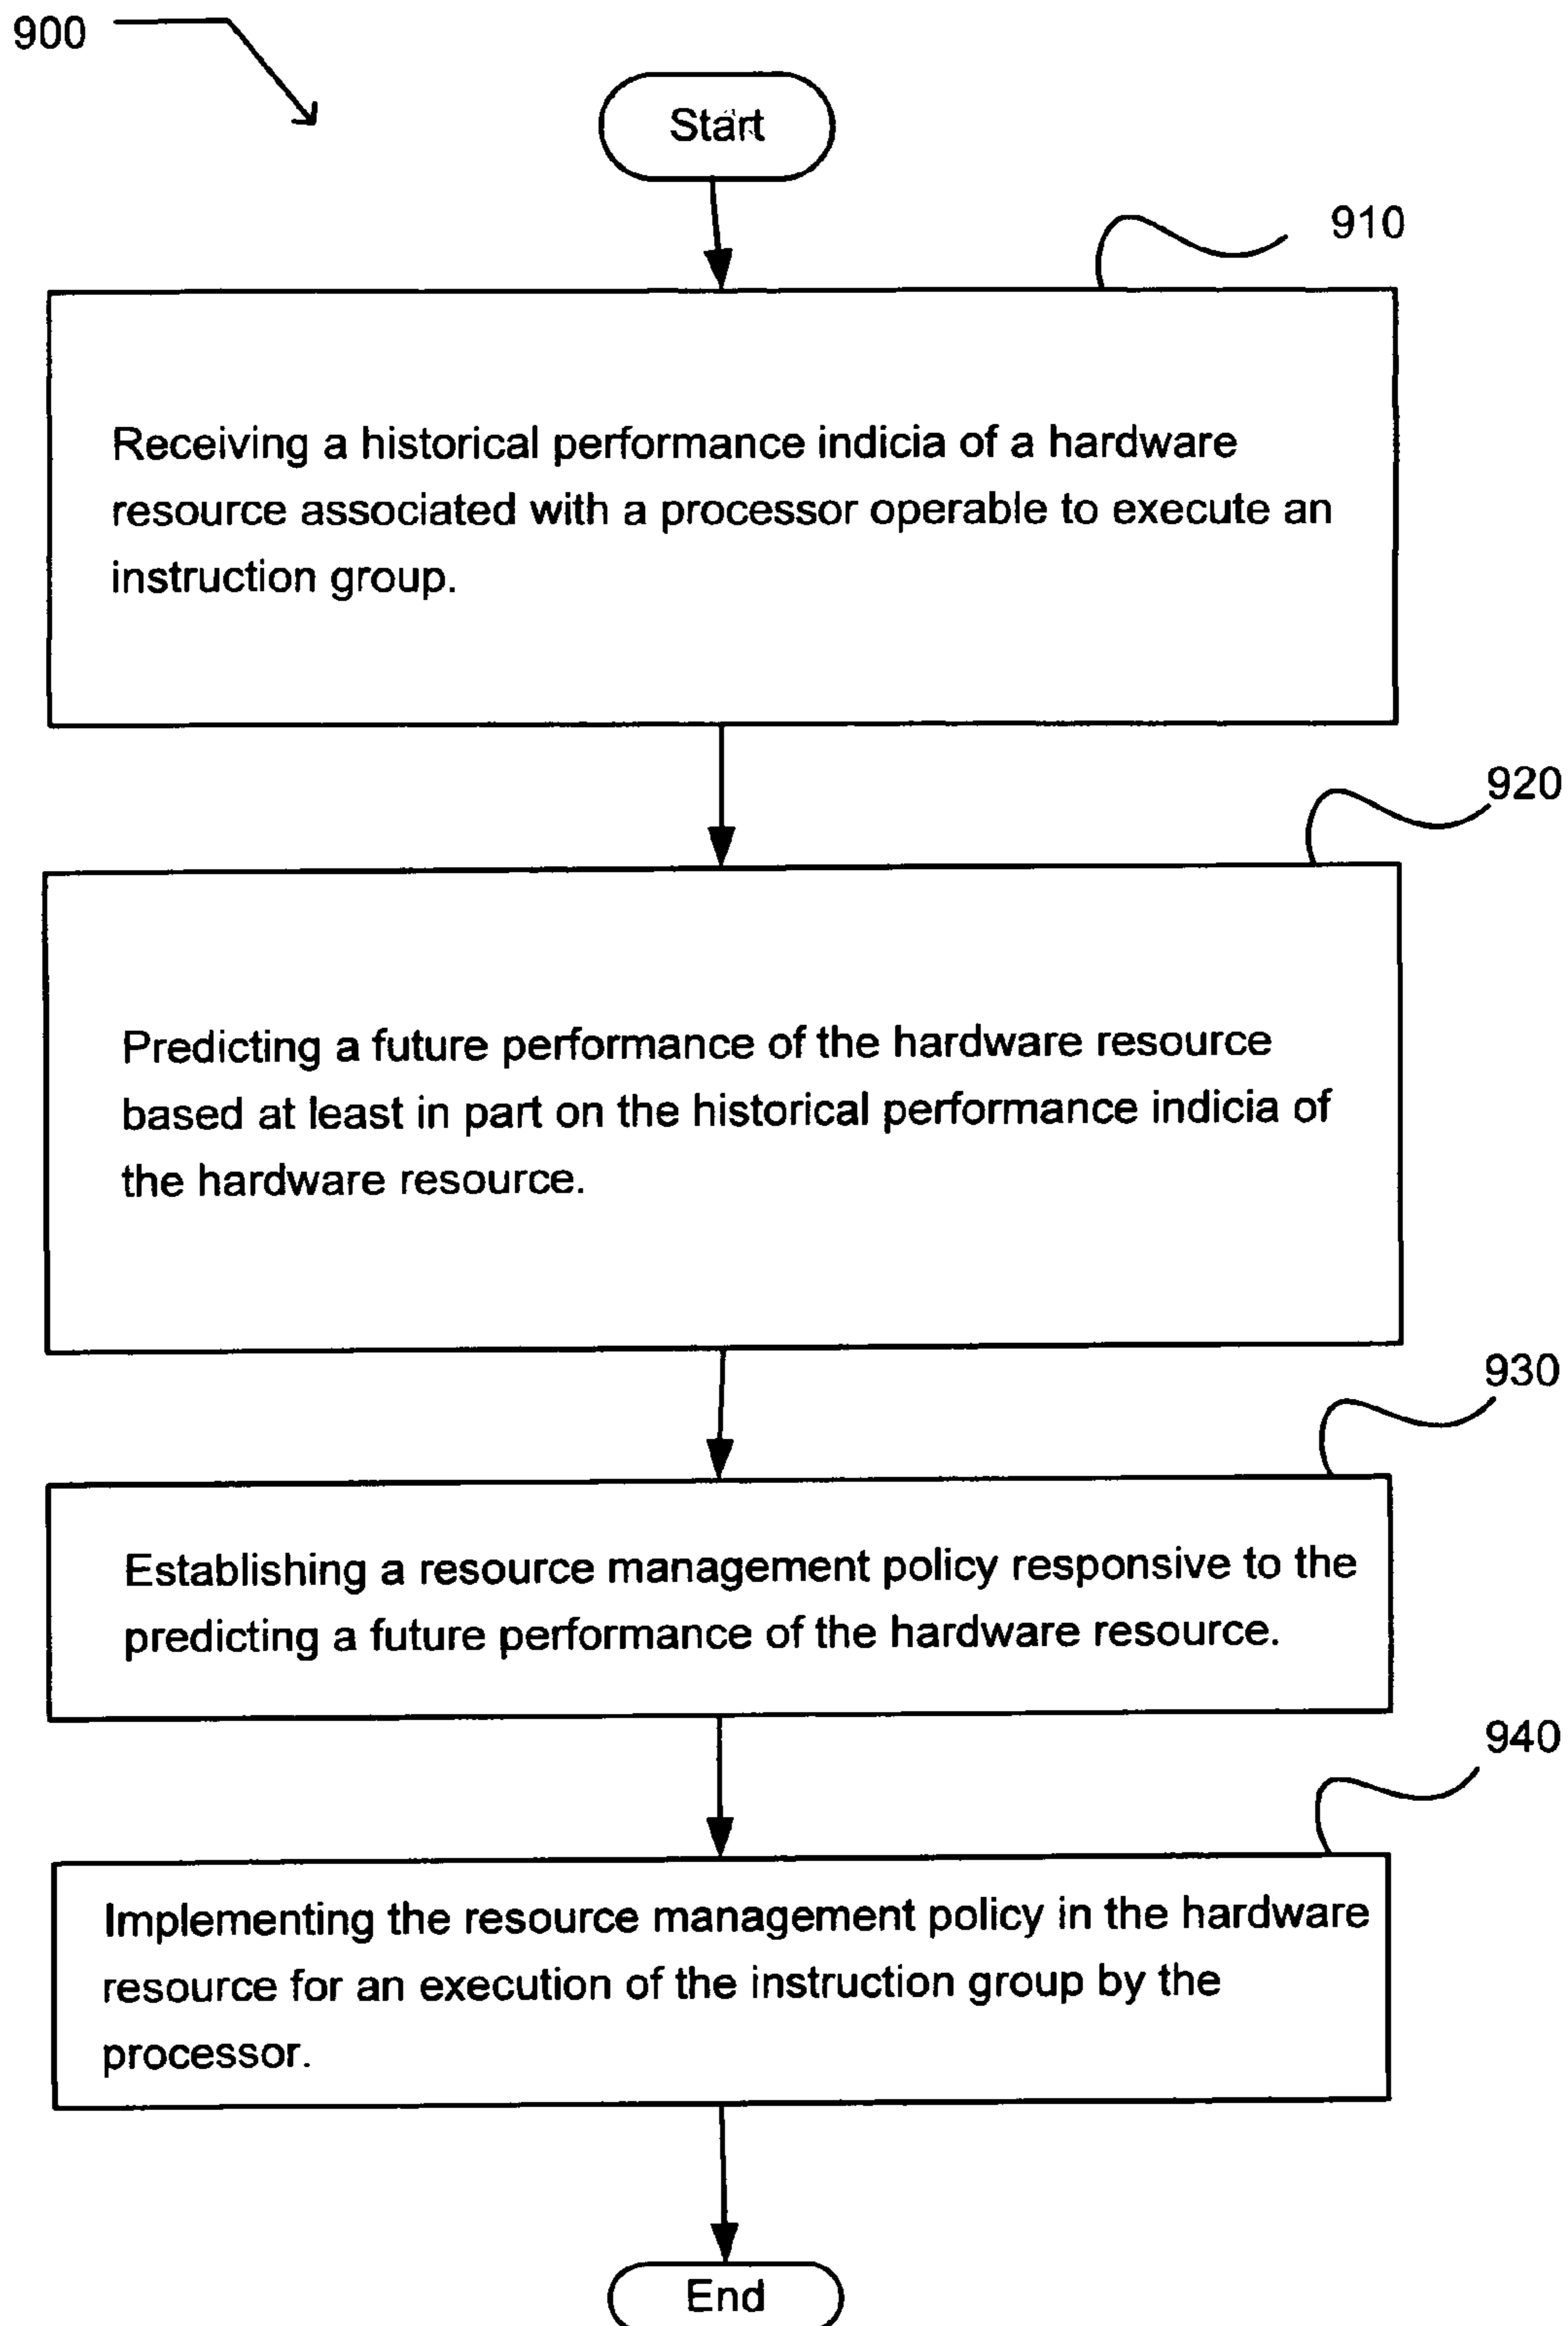 900
Start
910
Receiving a historical performance indicia of a hardware
resource associated with a processor operable to execute an
instruction group.
920
Predicting a future performance of the hardware resource
based at least in part on the historical performance indicia of
the hardware resource.
930
Establishing a resource management policy responsive to the
predicting a future performance of the hardware resource.
940
Implementing the resource management policy in the hardware
resource for an execution of the instruction group by the
processor.
End